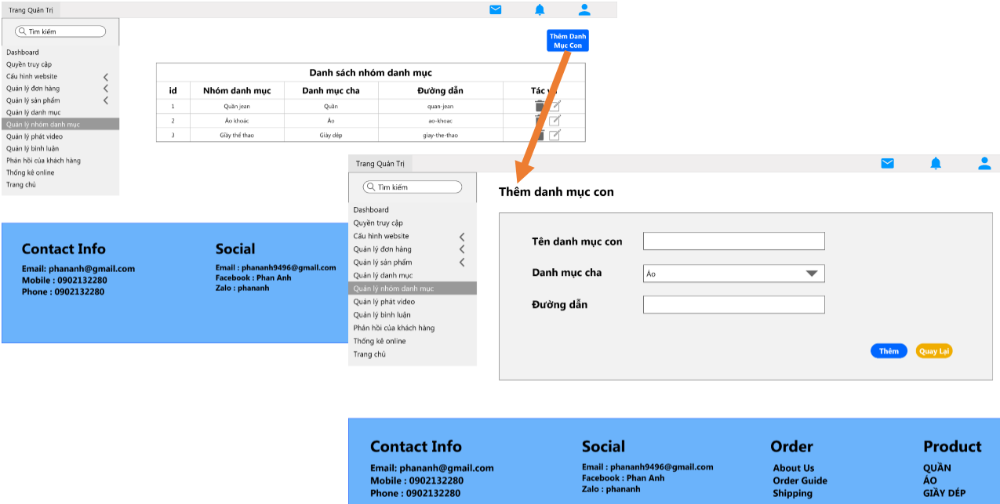 Trang Quản Trị
Tìm kiếm
Thêm Danh
Mục Con
Dashboard
Quyền truy cập
Cấu hình website
Quản lý đơn hàng
Quản lý sản phẩm
Quản lý danh mục
Quản lý nhóm danh mục
Quản lý phát video
Quản lý bình luận
Phản hồi của khách hàng
Thống kê online
Trang chủ
Danh sách nhóm danh mục
id Nhóm danh mục Danh mục cha Đường dẫn Tác
1 Quần jean Quần quan-jean
2 Áo khoác Áo ao-khoac
3 Giày thể thao Giày dép giay-the-thao
Contact Info
Email: phananh@gmail.com
Mobile : 0902132280
Phone : 0902132280
Social
Email : phananh9496@gmail.com
Facebook : Phan Anh
Zalo : phananh
Trang Quản Trị
Tìm kiếm
Dashboard
Quyền truy cập
Cấu hình website
Quản lý đơn hàng
Quản lý sản phẩm
Quản lý danh mục
Quản lý nhóm danh mục
Quản lý phát video
Quản lý bình luận
Phản hồi của khách hàng
Thống kê online
Trang chủ
Thêm danh mục con
Tên danh mục con
Danh mục cha Áo
Đường dẫn
Thêm Quay Lại
Contact Info
Email: phananh@gmail.com
Mobile : 0902132280
Phone : 0902132280
Social
Email : phananh9496@gmail.com
Facebook : Phan Anh
Zalo : phananh
Order
About Us
Order Guide
Shipping
Product
QUẦN
ÁO
GIÀY DÉP